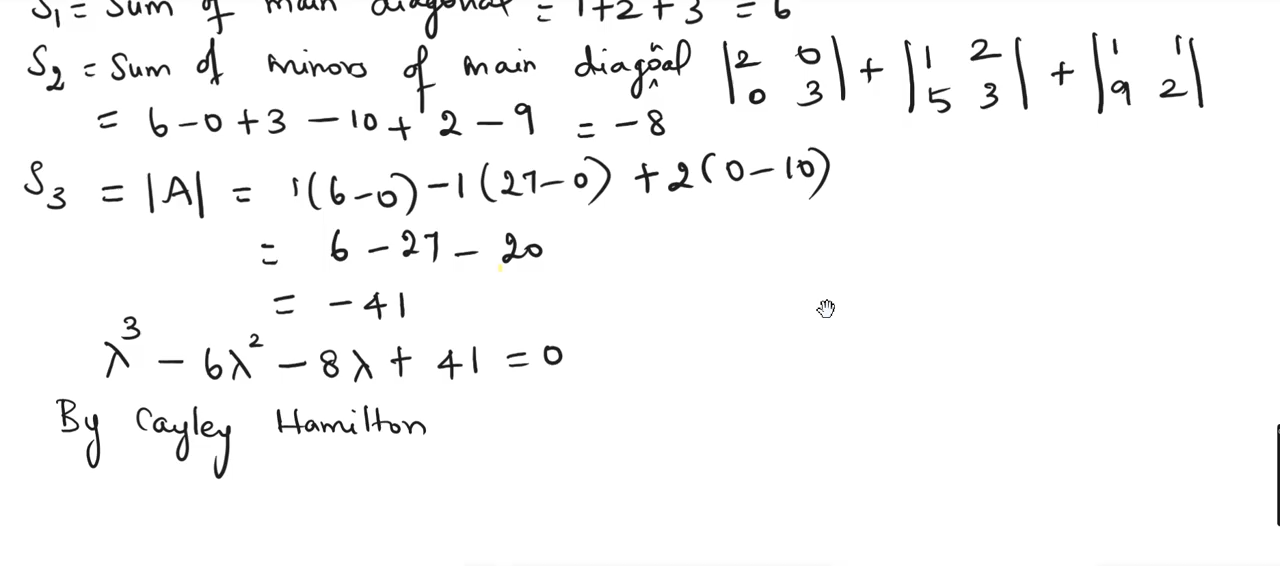 S₁ = Sum of main diagonal = 1+2+3 = 6
S₂ = Sum of minors of main diagonal |2 0; 0 3| + |1 2; 5 3| + |1 1; 9 2|
= 6-0+3-10+2-9 = -8
S₃ = |A| = 1(6-0)-1(27-0)+2(0-10)
= 6-27-20
= -41
λ³ - 6λ² - 8λ + 41 = 0
By Cayley Hamilton